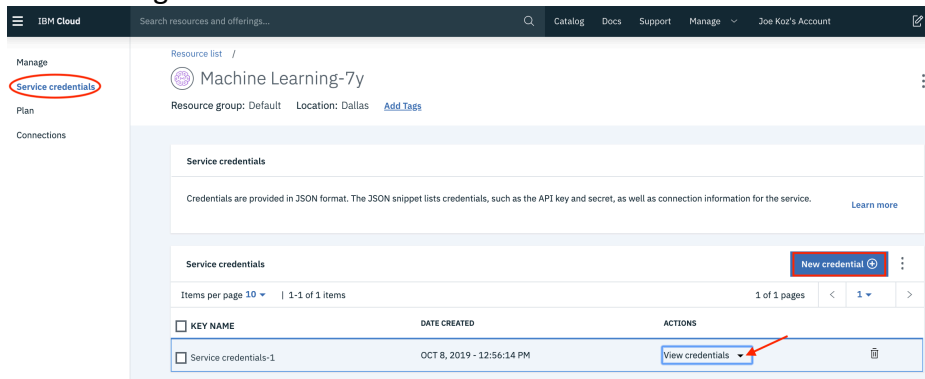 IBM Cloud Search resources and offerings... Catalog Docs Support Manage Joe Koz's Account
Manage
Service credentials
Plan
Connections
Resource list /
Machine Learning-7y
Resource group: Default Location: Dallas Add Tags
Service credentials
Credentials are provided in JSON format. The JSON snippet lists credentials, such as the API key and secret, as well as connection information for the service. Learn more
Service credentials New credential
Items per page 10 | 1-1 of 1 items 1 of 1 pages < 1 >
KEY NAME DATE CREATED ACTIONS
Service credentials-1 OCT 8, 2019 - 12:56:14 PM View credentials